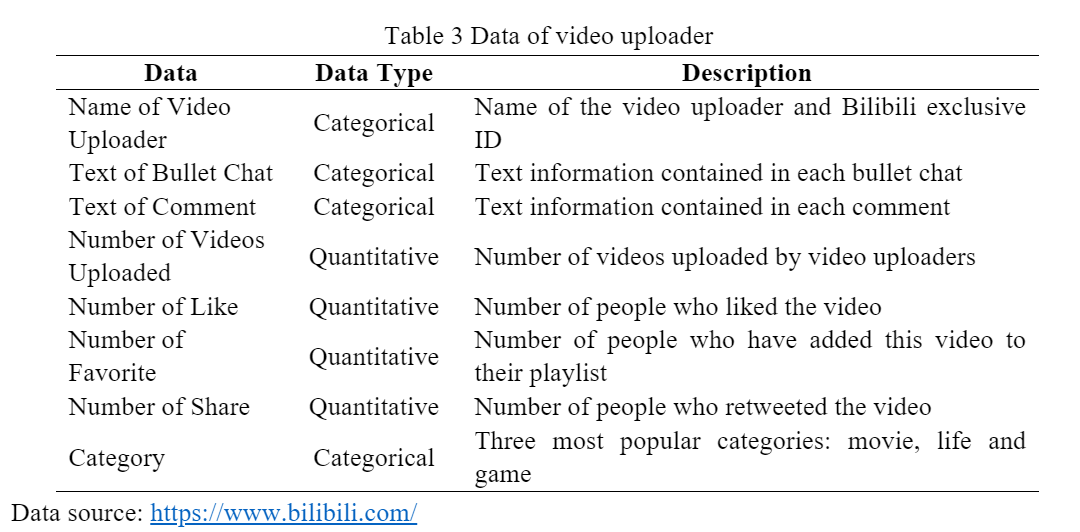 Table 3 Data of video uploader
Data Data Type Description
Name of Video Uploader Categorical Name of the video uploader and Bilibili exclusive ID
Text of Bullet Chat Categorical Text information contained in each bullet chat
Text of Comment Categorical Text information contained in each comment
Number of Videos Uploaded Quantitative Number of videos uploaded by video uploaders
Number of Like Quantitative Number of people who liked the video
Number of Favorite Quantitative Number of people who have added this video to their playlist
Number of Share Quantitative Number of people who retweeted the video
Category Categorical Three most popular categories: movie, life and game
Data source: https://www.bilibili.com/